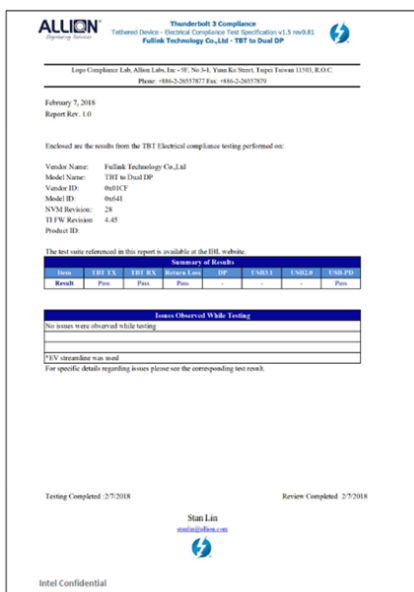 ALLION
Engineering Services
Thunderbolt 3 Compliance
Tethered Device - Electrical Compliance Test Specification v1.5 rev0.81
Fullink Technology Co.,Ltd - TBT to Dual DP
Logo Compliance Lab, Allion Labs, Inc - 9F, No 3-1, Yuan Ku Street, Taipei Taiwan 11503, R.O.C.
Phone: +886-2-26557877 Fax: +886-2-26557879
February 7, 2018
Report Rev. 1.0
Enclosed are the results from the TBT Electrical compliance testing performed on:
Vendor Name: Fullink Technology Co.,Ltd
Model Name: TBT to Dual DP
Vendor ID: 0x01CF
Model ID: 0x641
NVM Revision: 28
TI FW Revision 4.45
Product ID:
The test suite referenced in this report is available at the IBL website.
Summary of Results
Item TBT TX TBT RX Return Loss DP USB3.1 USB2.0 USB-PD
Result Pass Pass Pass - - - Pass
Issues Observed While Testing
No issues were observed while testing
*EV streamline was used
For specific details regarding issues please see the corresponding test result.
Testing Completed :2/7/2018 Review Completed 2/7/2018
Stan Lin
stanlin@allion.com
Intel Confidential